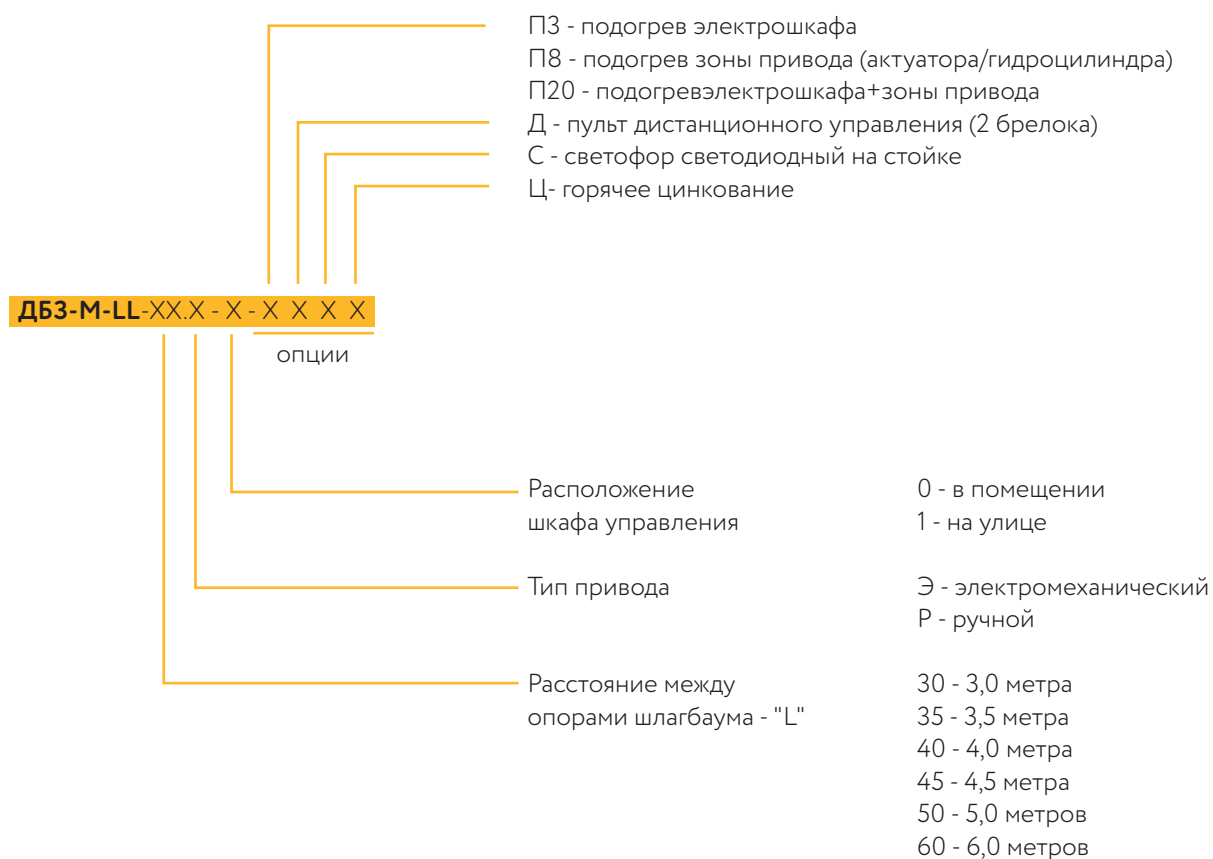 П3 - подогрев электрошкафа
П8 - подогрев зоны привода (актуатора/гидроцилиндра)
П20 - подогревэлектрошкафа+зоны привода
Д - пульт дистанционного управления (2 брелока)
С - светофор светодиодный на стойке
Ц- горячее цинкование
ДБЗ-М-LL-XX.X - X - X X X X
опции
Расположение
шкафа управления
0 - в помещении
1 - на улице
Тип привода
Э - электромеханический
Р - ручной
Расстояние между
опорами шлагбаума - "L"
30 - 3,0 метра
35 - 3,5 метра
40 - 4,0 метра
45 - 4,5 метра
50 - 5,0 метров
60 - 6,0 метров